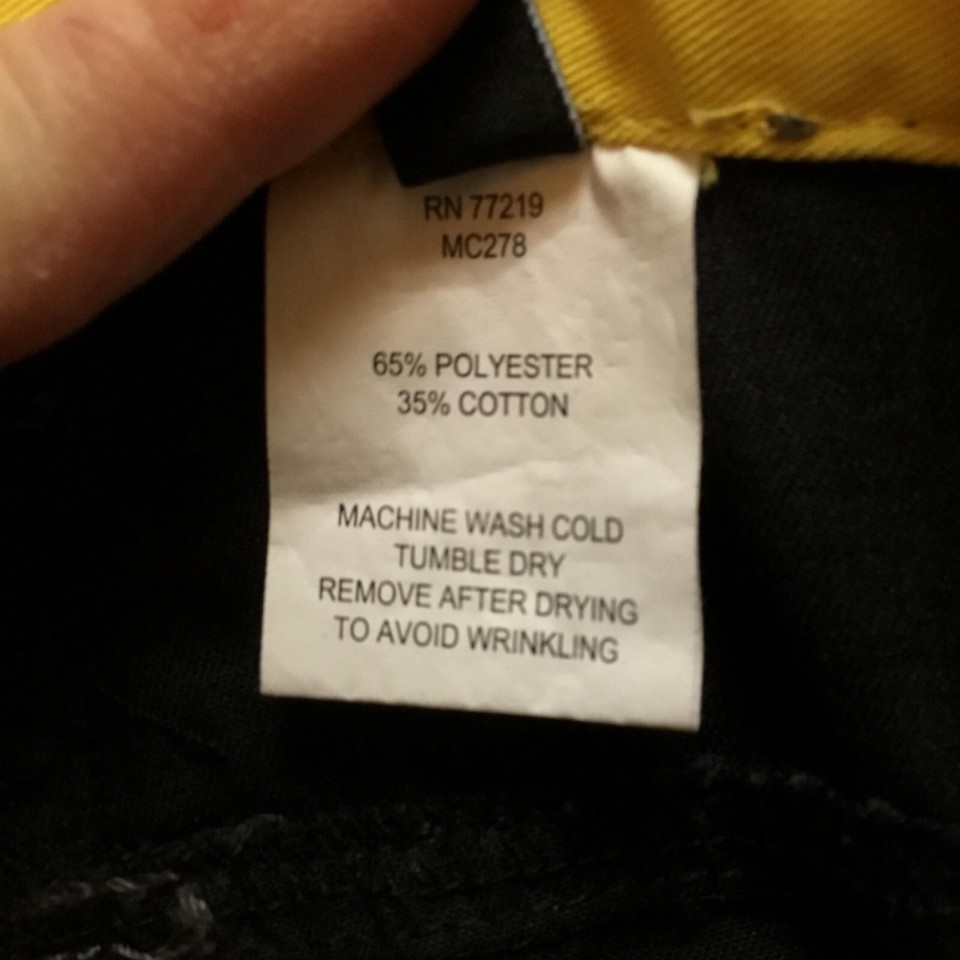 RN 77219
MC278
65% POLYESTER
35% COTTON
MACHINE WASH COLD
TUMBLE DRY
REMOVE AFTER DRYING
TO AVOID WRINKLING